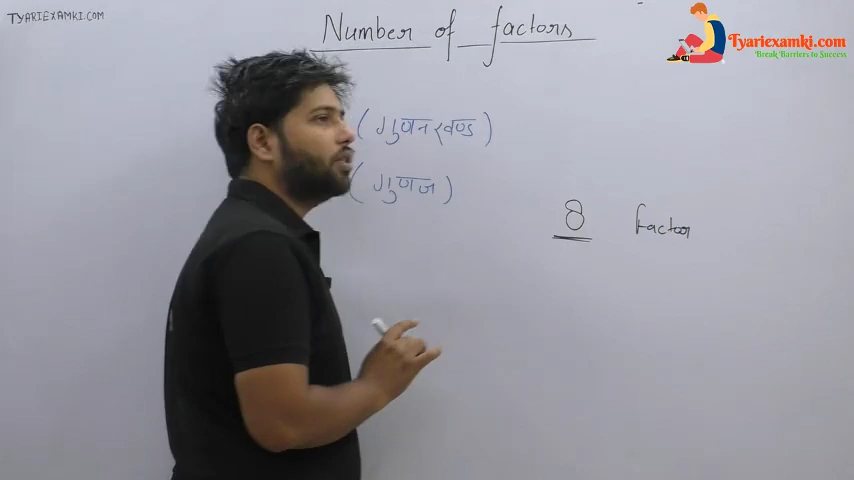 TYARIEXAMKI.COM
Number of factors
Tyariexamki.com
Break Barriers to Success
(गुणनखण्ड)
(गुणज)
8 factor